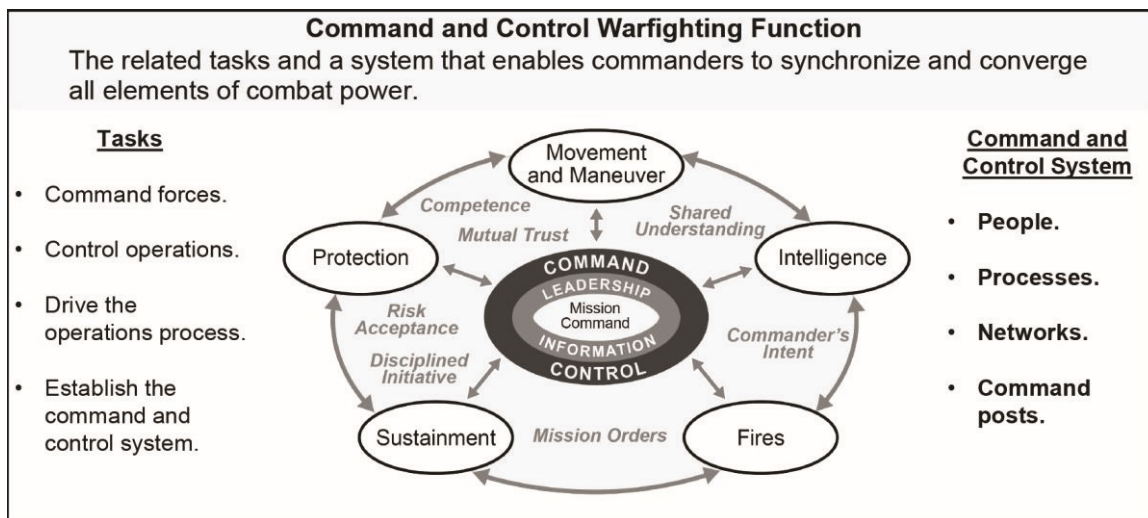 Command and Control Warfighting Function
The related tasks and a system that enables commanders to synchronize and converge
all elements of combat power.
Tasks
• Command forces.
• Control operations.
• Drive the
operations process.
• Establish the
command and
control system.
Movement
and Maneuver
Competence
Mutual Trust
Shared
Understanding
Protection
Intelligence
COMMAND
LEADERSHIP
Mission
Command
INFORMATION
CONTROL
Risk
Acceptance
Disciplined
Initiative
Commander's
Intent
Sustainment
Mission Orders
Fires
Command and
Control System
• People.
• Processes.
• Networks.
• Command
posts.